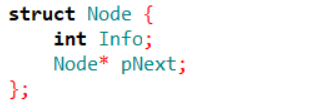 struct Node {
    int Info;
    Node* pNext;
};